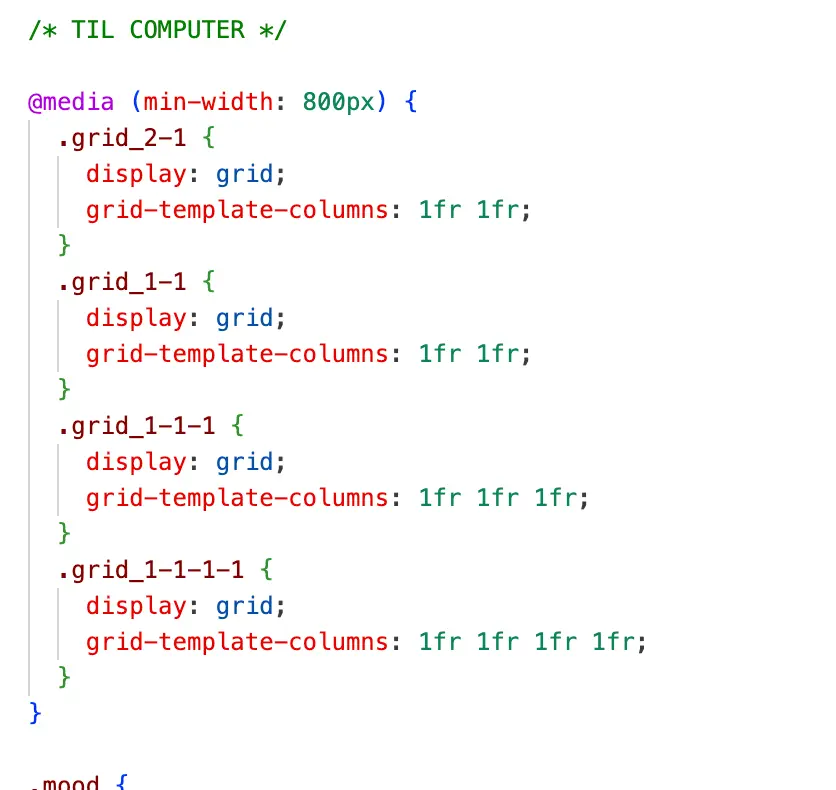 /* TIL COMPUTER */
@media (min-width: 800px) {
.grid_2-1 {
display: grid;
grid-template-columns: 1fr 1fr;
}
.grid_1-1 {
display: grid;
grid-template-columns: 1fr 1fr;
}
.grid_1-1-1 {
display: grid;
grid-template-columns: 1fr 1fr 1fr;
}
.grid_1-1-1-1 {
display: grid;
grid-template-columns: 1fr 1fr 1fr 1fr;
}
}
.mood {